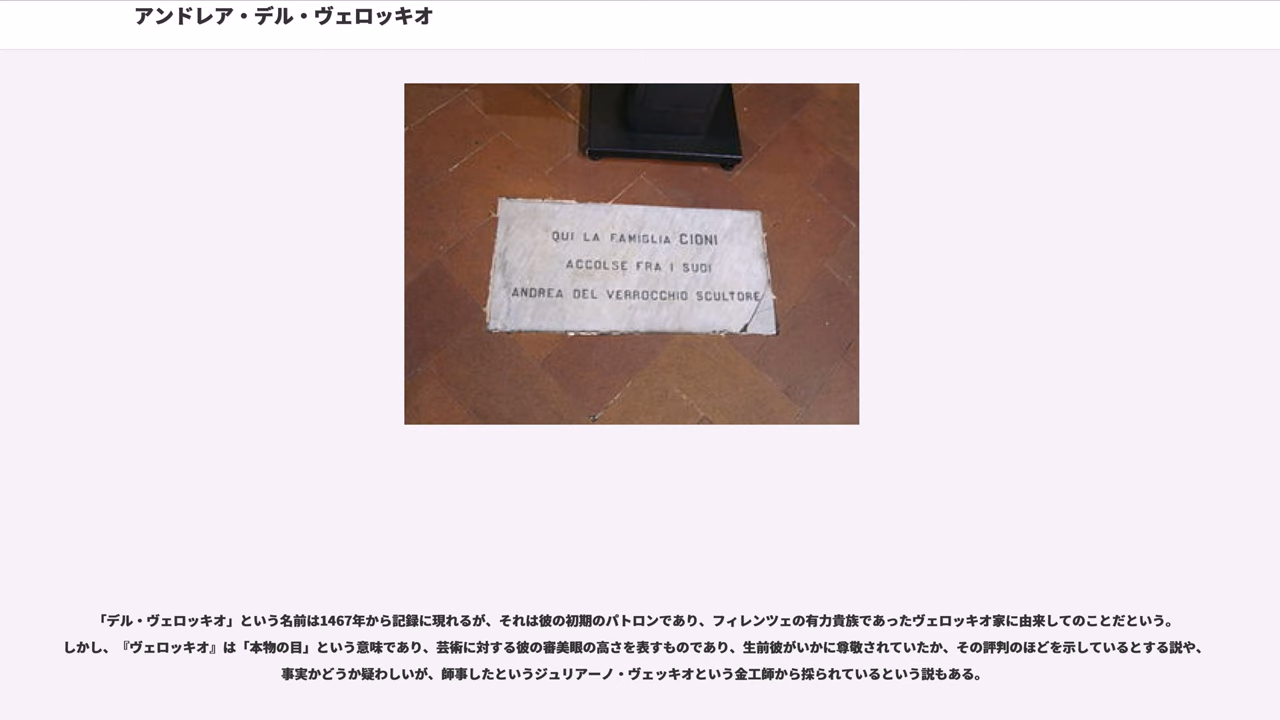 アンドレア・デル・ヴェロッキオ
QUI LA FAMIGLIA CIONI
ACCOLSE FRA I SUOI
ANDREA DEL VERROCCHIO SCULTORE
「デル・ヴェロッキオ」という名前は1467年から記録に現れるが、それは彼の初期のパトロンであり、フィレンツェの有力貴族であったヴェロッキオ家に由来してのことだという。
しかし、『ヴェロッキオ』は「本物の目」という意味であり、芸術に対する彼の審美眼の高さを表すものであり、生前彼がいかに尊敬されていたか、その評判のほどを示しているとする説や、
事実かどうか疑わしいが、師事したというジュリアーノ・ヴェッキオという金工師から採られているという説もある。